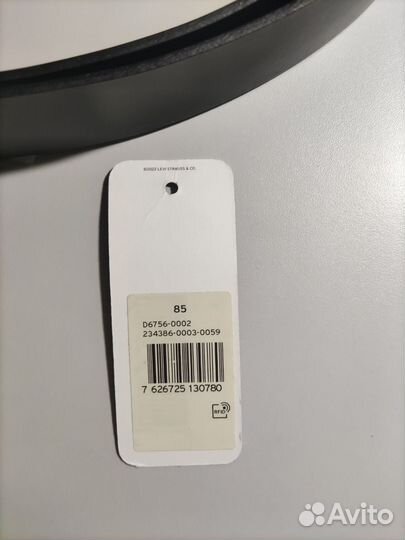 ©2022 LEVI STRAUSS & CO.
85
D6756-0002
234386-0003-0059
7 626725 130780
RFID
Avito